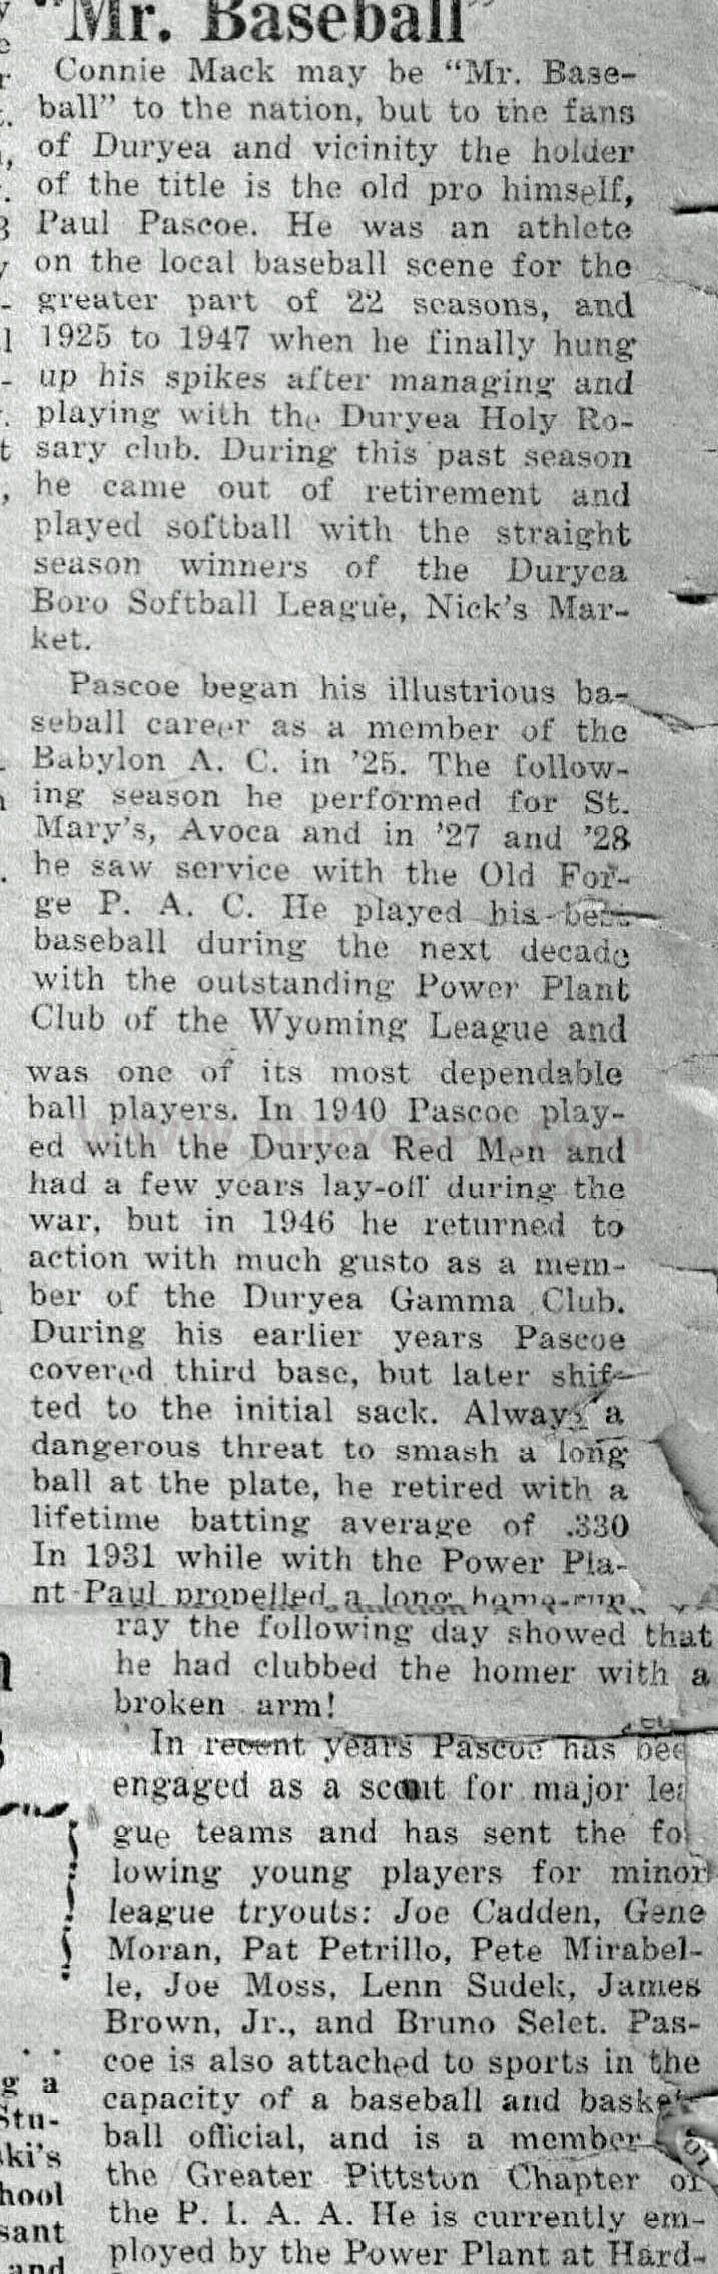 "Mr. Baseball"
Connie Mack may be "Mr. Base-
ball" to the nation, but to the fans
of Duryea and vicinity the holder
of the title is the old pro himself,
Paul Pascoe. He was an athlete
on the local baseball scene for the
greater part of 22 seasons, and
1925 to 1947 when he finally hung
up his spikes after managing and
playing with the Duryea Holy Ro-
sary club. During this past season
he came out of retirement and
played softball with the straight
season winners of the Duryea
Boro Softball League, Nick's Mar-
ket.
Pascoe began his illustrious ba-
seball career as a member of the
Babylon A. C. in '25. The follow-
ing season he performed for St.
Mary's, Avoca and in '27 and '28
he saw service with the Old For-
ge P. A. C. He played his best
baseball during the next decade
with the outstanding Power Plant
Club of the Wyoming League and
was one of its most dependable
ball players. In 1940 Pascoe play-
ed with the Duryea Red Men and
had a few years lay-off during the
war, but in 1946 he returned to
action with much gusto as a mem-
ber of the Duryea Gamma Club.
During his earlier years Pascoe
covered third base, but later shif-
ted to the initial sack. Always a
dangerous threat to smash a long
ball at the plate, he retired with a
lifetime batting average of .330
In 1931 while with the Power Pla-
nt Paul propelled a long home-run
ray the following day showed that
he had clubbed the homer with a
broken arm!
In recent years Pascoe has bee
engaged as a scout for major lea
gue teams and has sent the fol
lowing young players for minor
league tryouts: Joe Cadden, Gene
Moran, Pat Petrillo, Pete Mirabel-
le, Joe Moss, Lenn Sudek, James
Brown, Jr., and Bruno Selet. Pas-
coe is also attached to sports in the
capacity of a baseball and basket
ball official, and is a member
the Greater Pittston Chapter of
the P. I. A. A. He is currently em-
ployed by the Power Plant at Hard-
g a
Stu-
ki's
hool
sant
and